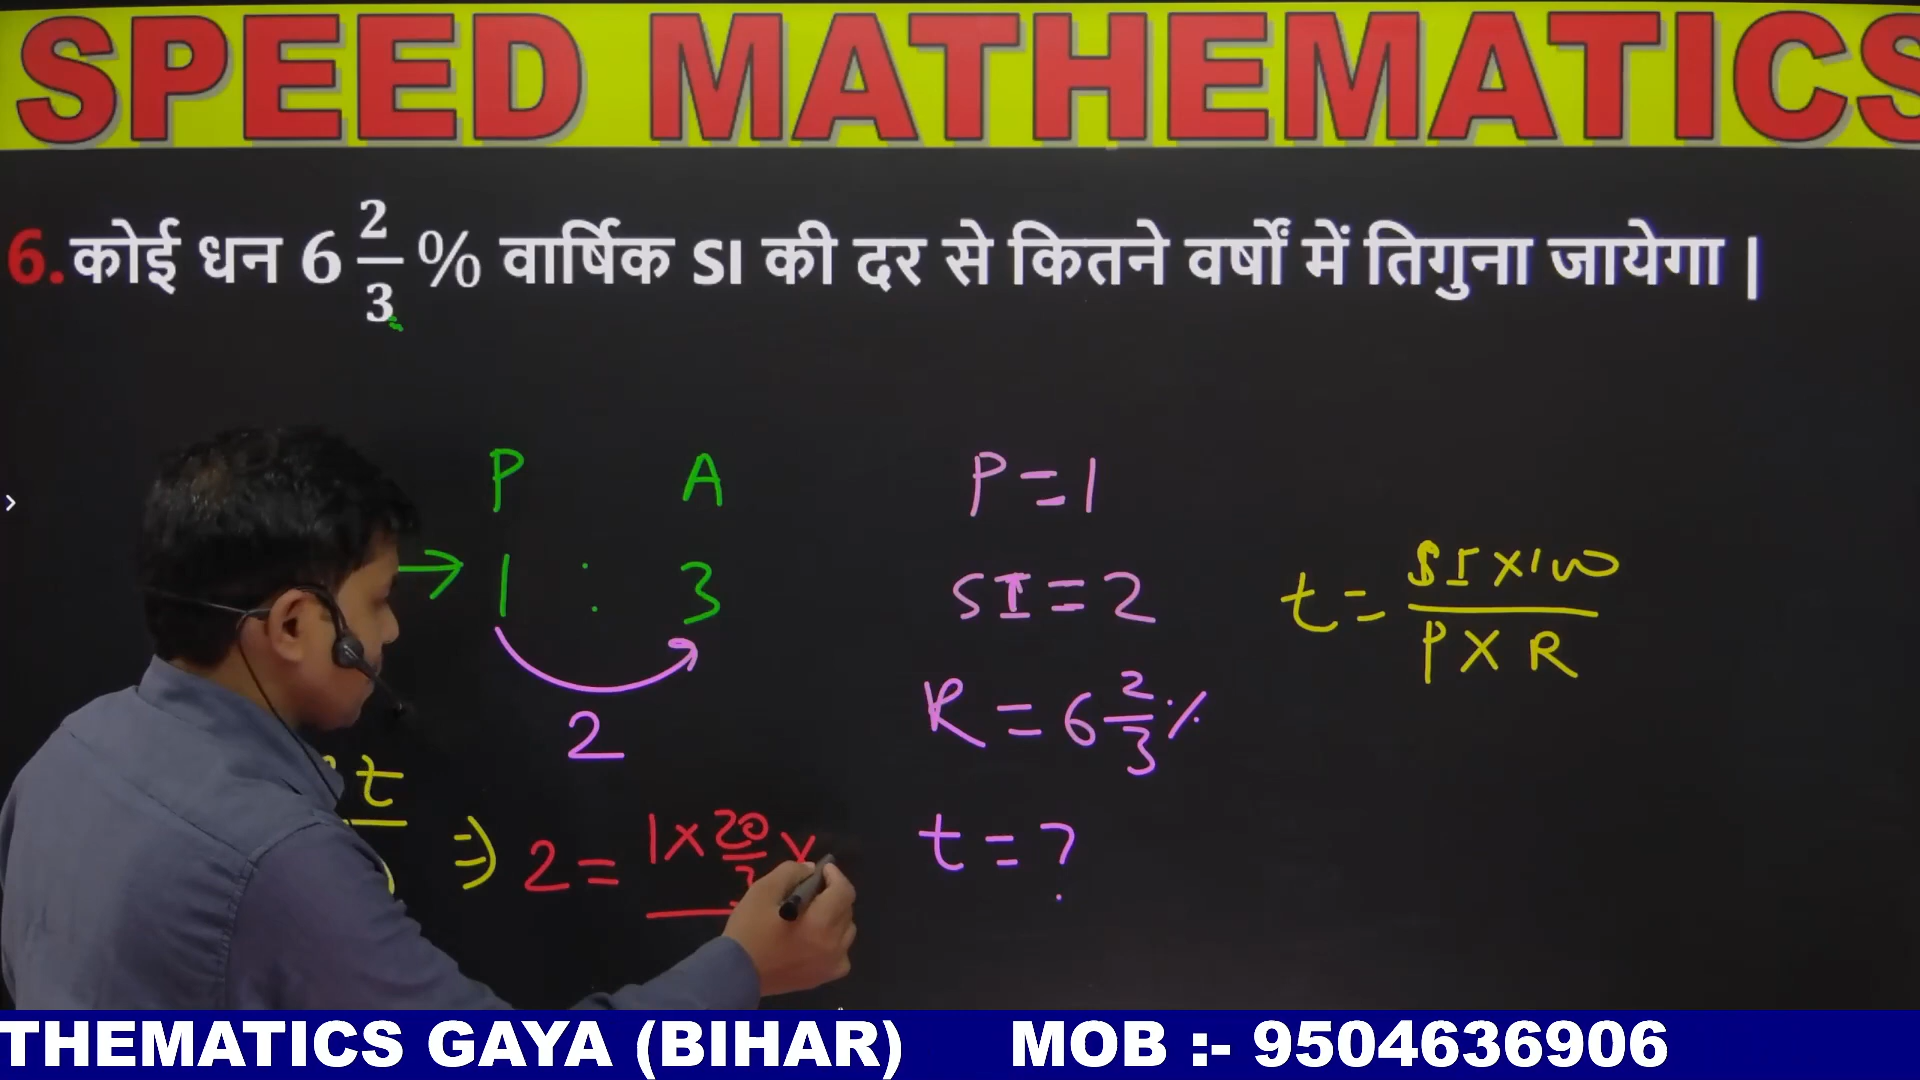 SPEED MATHEMATICS
6. कोई धन 6 2/3 % वार्षिक SI की दर से कितने वर्षों में तिगुना जायेगा |
P A
1 : 3
2
P = 1
SI = 2
R = 6 2/3 %
t = ?
t = SI × 100 / P × R
t
⇒ 2 = 1 × 20/3 ×
THEMATICS GAYA (BIHAR) MOB :- 9504636906